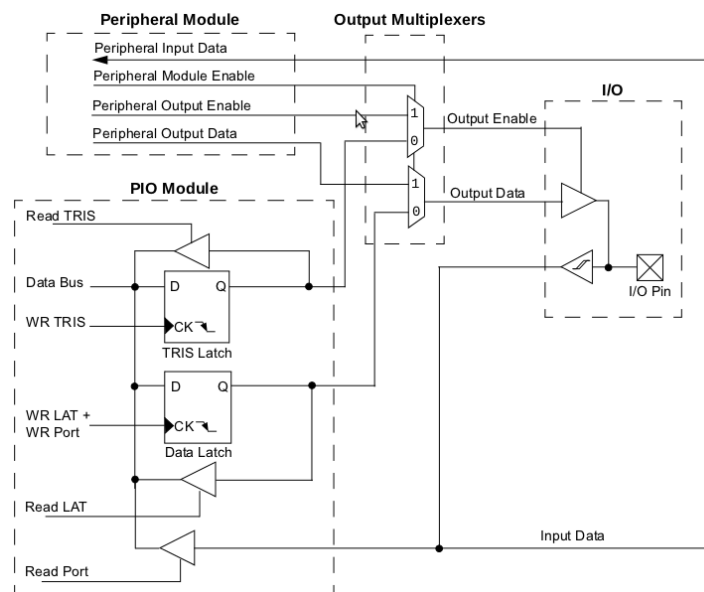 Peripheral Module
Output Multiplexers
Peripheral Input Data
Peripheral Module Enable
Peripheral Output Enable
Peripheral Output Data
1
0
Output Enable
I/O
1
0
Output Data
I/O Pin
PIO Module
Read TRIS
Data Bus
D
Q
WR TRIS
CK
TRIS Latch
D
Q
WR LAT +
WR Port
CK
Data Latch
Read LAT
Input Data
Read Port